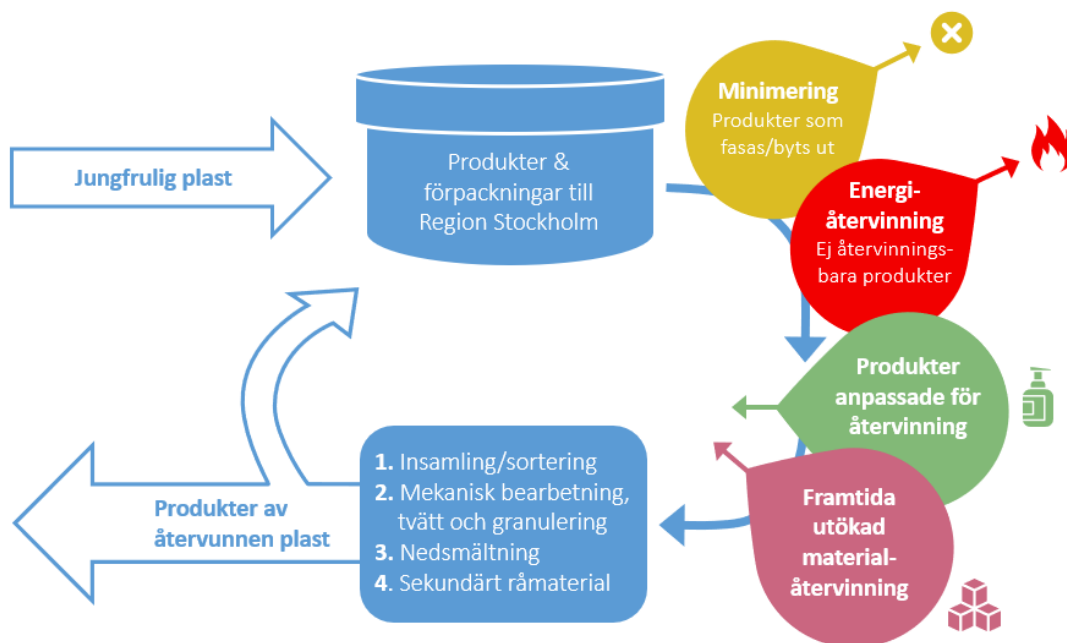 Jungfrulig plast
Produkter &
förpackningar till
Region Stockholm
Minimering
Produkter som
fasas/byts ut
Energi-
återvinning
Ej återvinnings-
bara produkter
Produkter
anpassade för
återvinning
Framtida
utökad
material-
återvinning
1. Insamling/sortering
2. Mekanisk bearbetning,
tvätt och granulering
3. Nedsmältning
4. Sekundärt råmaterial
Produkter av
återvunnen plast